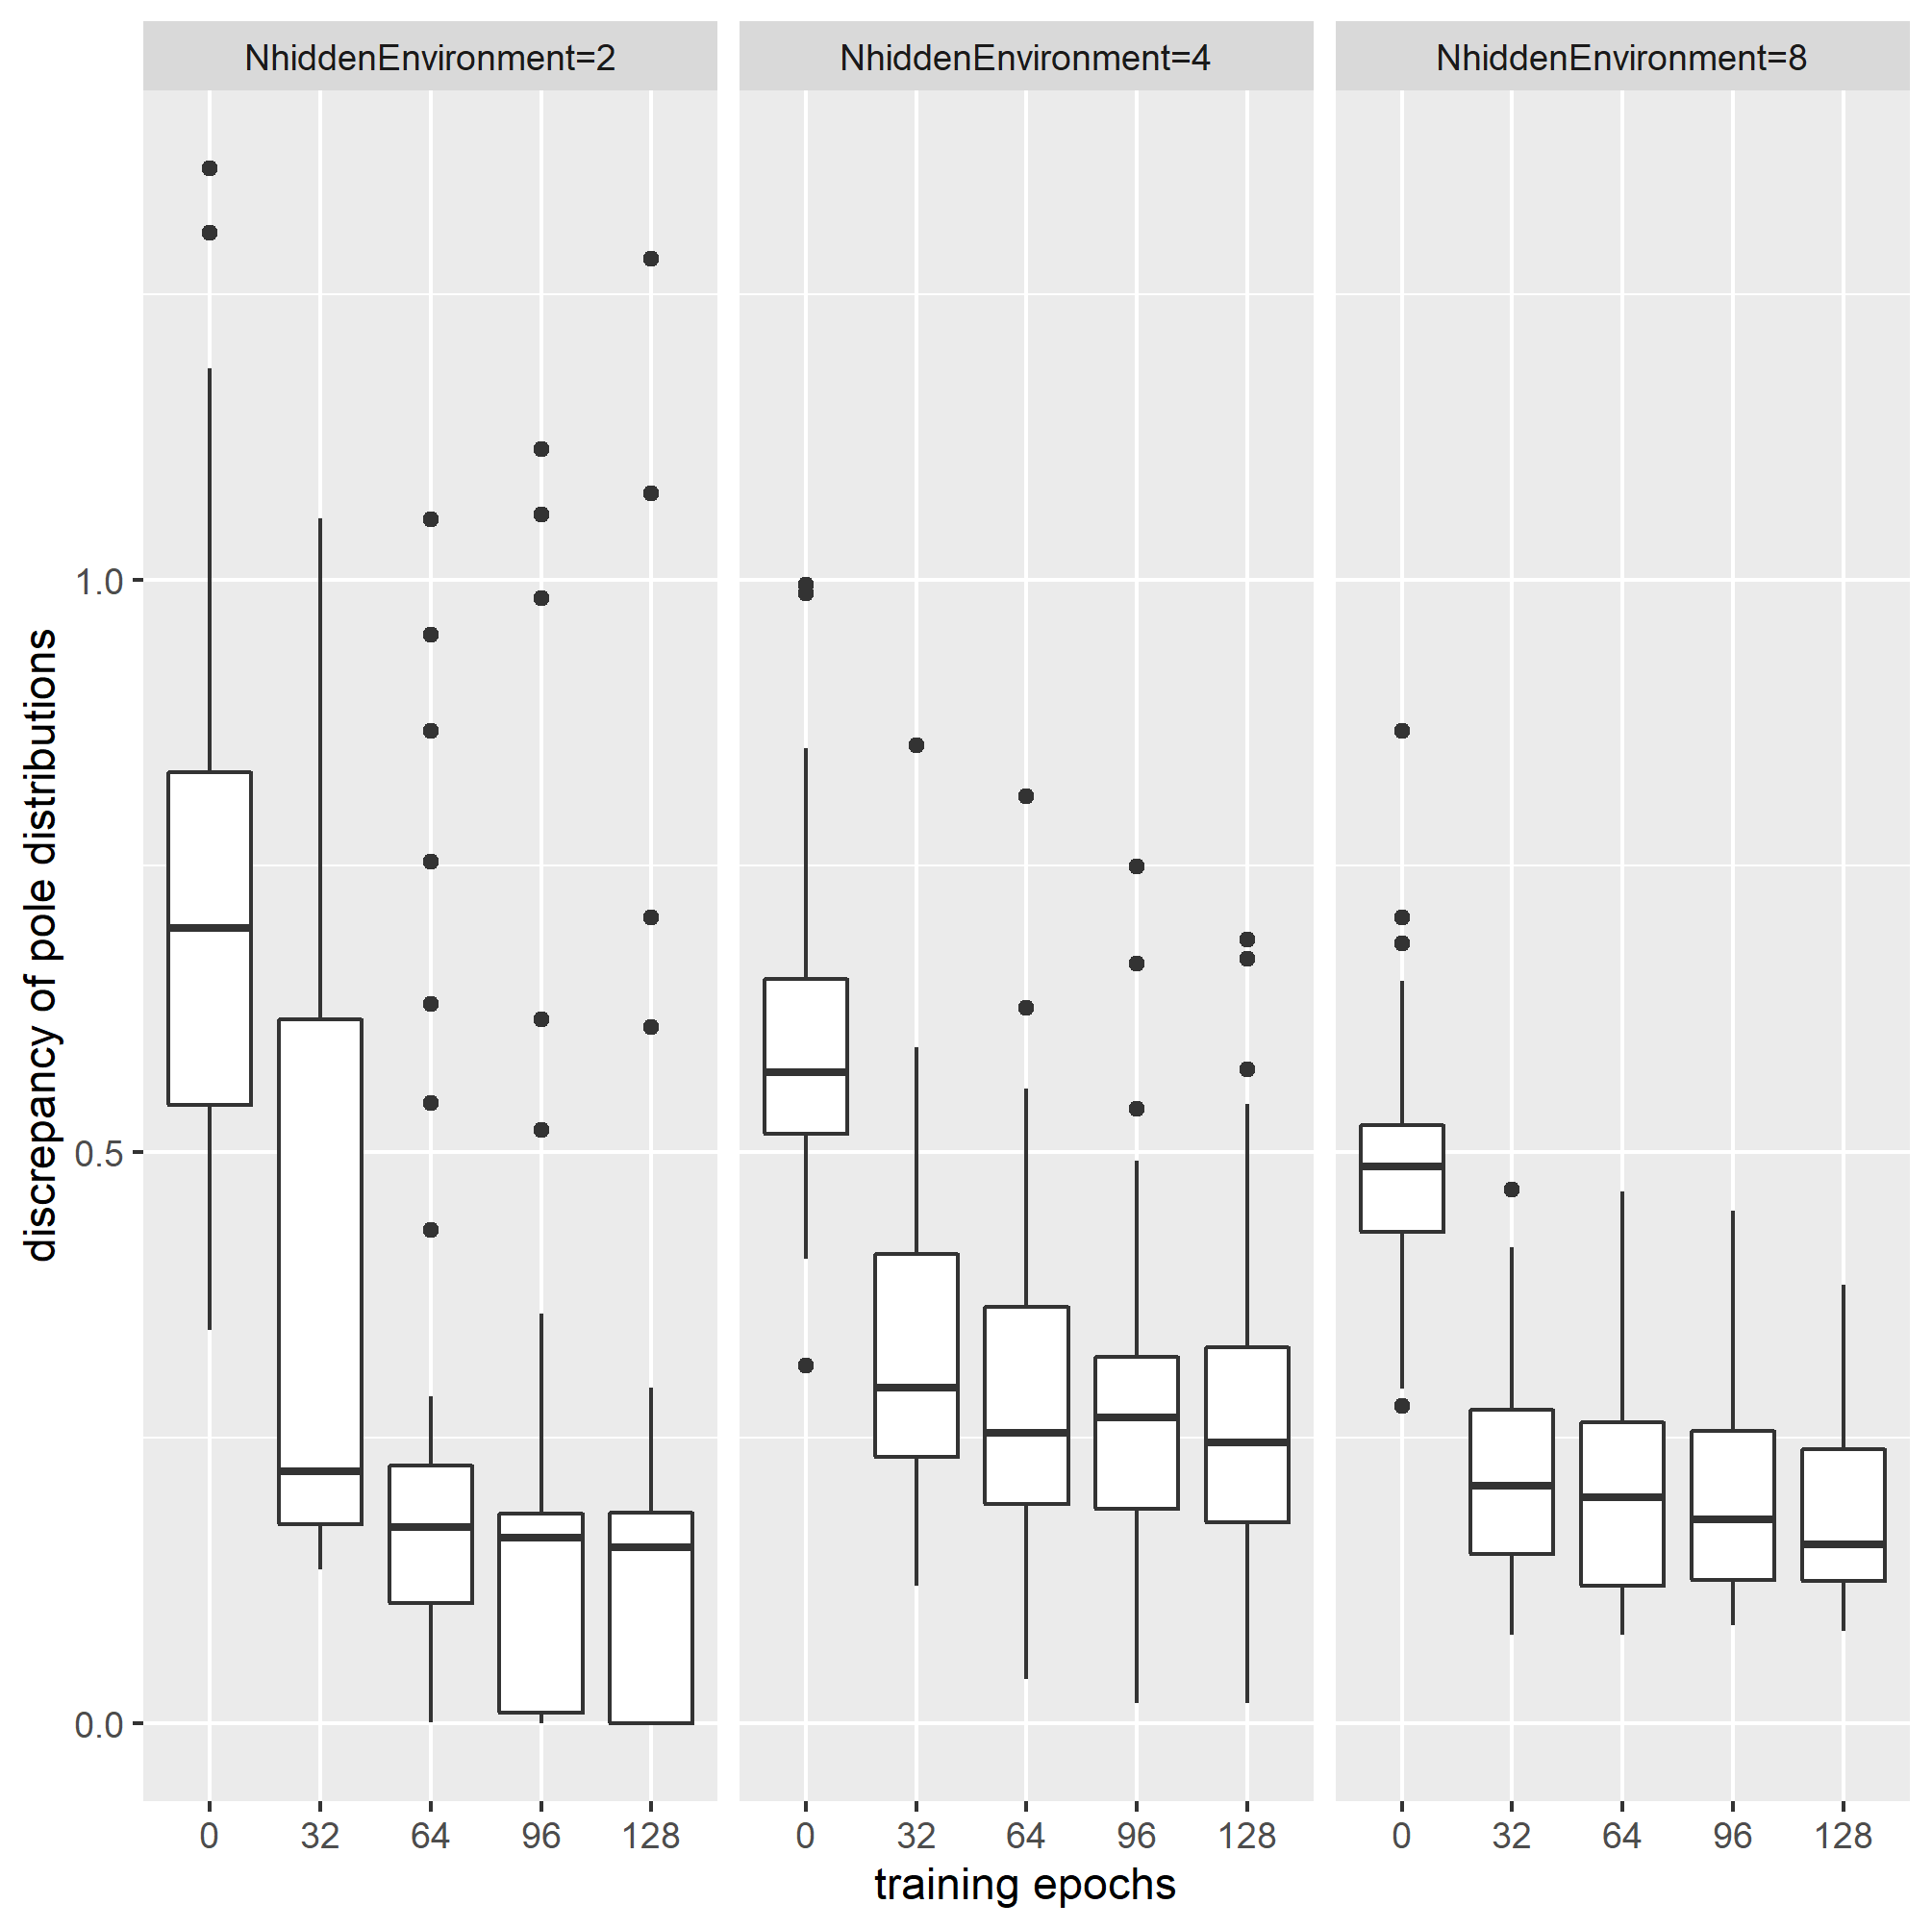 NhiddenEnvironment=2 NhiddenEnvironment=4 NhiddenEnvironment=8
discrepancy of pole distributions
1.0
0.5
0.0
0 32 64 96 128 0 32 64 96 128 0 32 64 96 128
training epochs